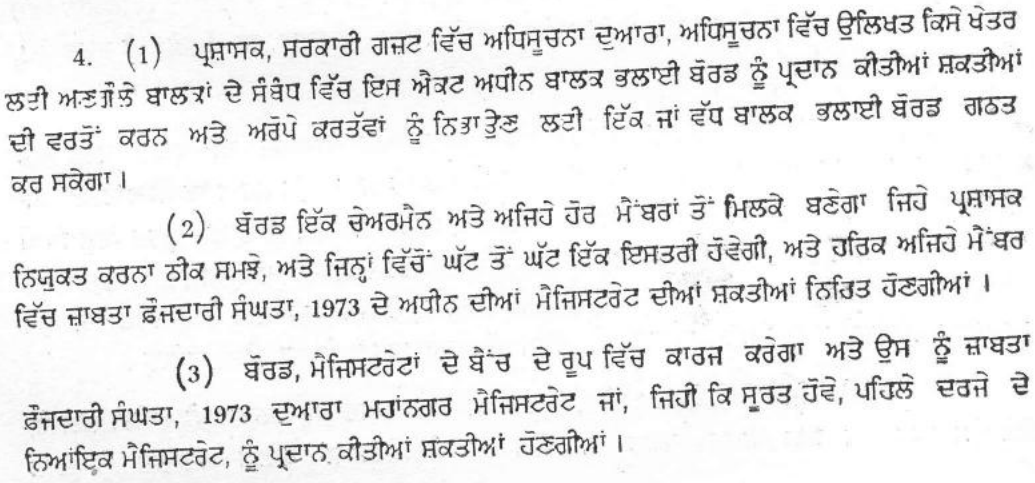 4. (1) ਪ੍ਰਸ਼ਾਸਕ, ਸਰਕਾਰੀ ਗਜ਼ਟ ਵਿੱਚ ਅਧਿਸੂਚਨਾ ਦੁਆਰਾ, ਅਧਿਸੂਚਨਾ ਵਿੱਚ ਉਲਿਖਤ ਕਿਸੇ ਖੇਤਰ
ਲਈ ਅਣਗੌਲੇ ਬਾਲਕਾਂ ਦੇ ਸੰਬੰਧ ਵਿੱਚ ਇਸ ਐਕਟ ਅਧੀਨ ਬਾਲਕ ਭਲਾਈ ਬੋਰਡ ਨੂੰ ਪ੍ਰਦਾਨ ਕੀਤੀਆਂ ਸ਼ਕਤੀਆਂ
ਦੀ ਵਰਤੋਂ ਕਰਨ ਅਤੇ ਅਰੋਪੇ ਕਰਤੱਵਾਂ ਨੂੰ ਨਿਭਾਉਣ ਲਈ ਇੱਕ ਜਾਂ ਵੱਧ ਬਾਲਕ ਭਲਾਈ ਬੋਰਡ ਗਠਤ
ਕਰ ਸਕੇਗਾ ।
(2) ਬੋਰਡ ਇੱਕ ਚੇਅਰਮੈਨ ਅਤੇ ਅਜਿਹੇ ਹੋਰ ਮੈਂਬਰਾਂ ਤੋਂ ਮਿਲਕੇ ਬਣੇਗਾ ਜਿਹੇ ਪ੍ਰਸ਼ਾਸਕ
ਨਿਯੁਕਤ ਕਰਨਾ ਠੀਕ ਸਮਝੇ, ਅਤੇ ਜਿਨ੍ਹਾਂ ਵਿੱਚੋਂ ਘੱਟ ਤੋਂ ਘੱਟ ਇੱਕ ਇਸਤਰੀ ਹੋਵੇਗੀ, ਅਤੇ ਹਰਿਕ ਅਜਿਹੇ ਮੈਂਬਰ
ਵਿੱਚ ਜ਼ਾਬਤਾ ਫ਼ੌਜਦਾਰੀ ਸੰਘਤਾ, 1973 ਦੇ ਅਧੀਨ ਦੀਆਂ ਮੈਜਿਸਟਰੇਟ ਦੀਆਂ ਸ਼ਕਤੀਆਂ ਨਿਹਿਤ ਹੋਣਗੀਆਂ ।
(3) ਬੋਰਡ, ਮੈਜਿਸਟਰੇਟਾਂ ਦੇ ਬੈਂਚ ਦੇ ਰੂਪ ਵਿੱਚ ਕਾਰਜ ਕਰੇਗਾ ਅਤੇ ਉਸ ਨੂੰ ਜ਼ਾਬਤਾ
ਫ਼ੌਜਦਾਰੀ ਸੰਘਤਾ, 1973 ਦੁਆਰਾ ਮਹਾਂਨਗਰ ਮੈਜਿਸਟਰੇਟ ਜਾਂ, ਜਿਹੀ ਕਿ ਸੂਰਤ ਹੋਵੇ, ਪਹਿਲੇ ਦਰਜੇ ਦੇ
ਨਿਆਂਇਕ ਮੈਜਿਸਟਰੇਟ, ਨੂੰ ਪ੍ਰਦਾਨ ਕੀਤੀਆਂ ਸ਼ਕਤੀਆਂ ਹੋਣਗੀਆਂ ।